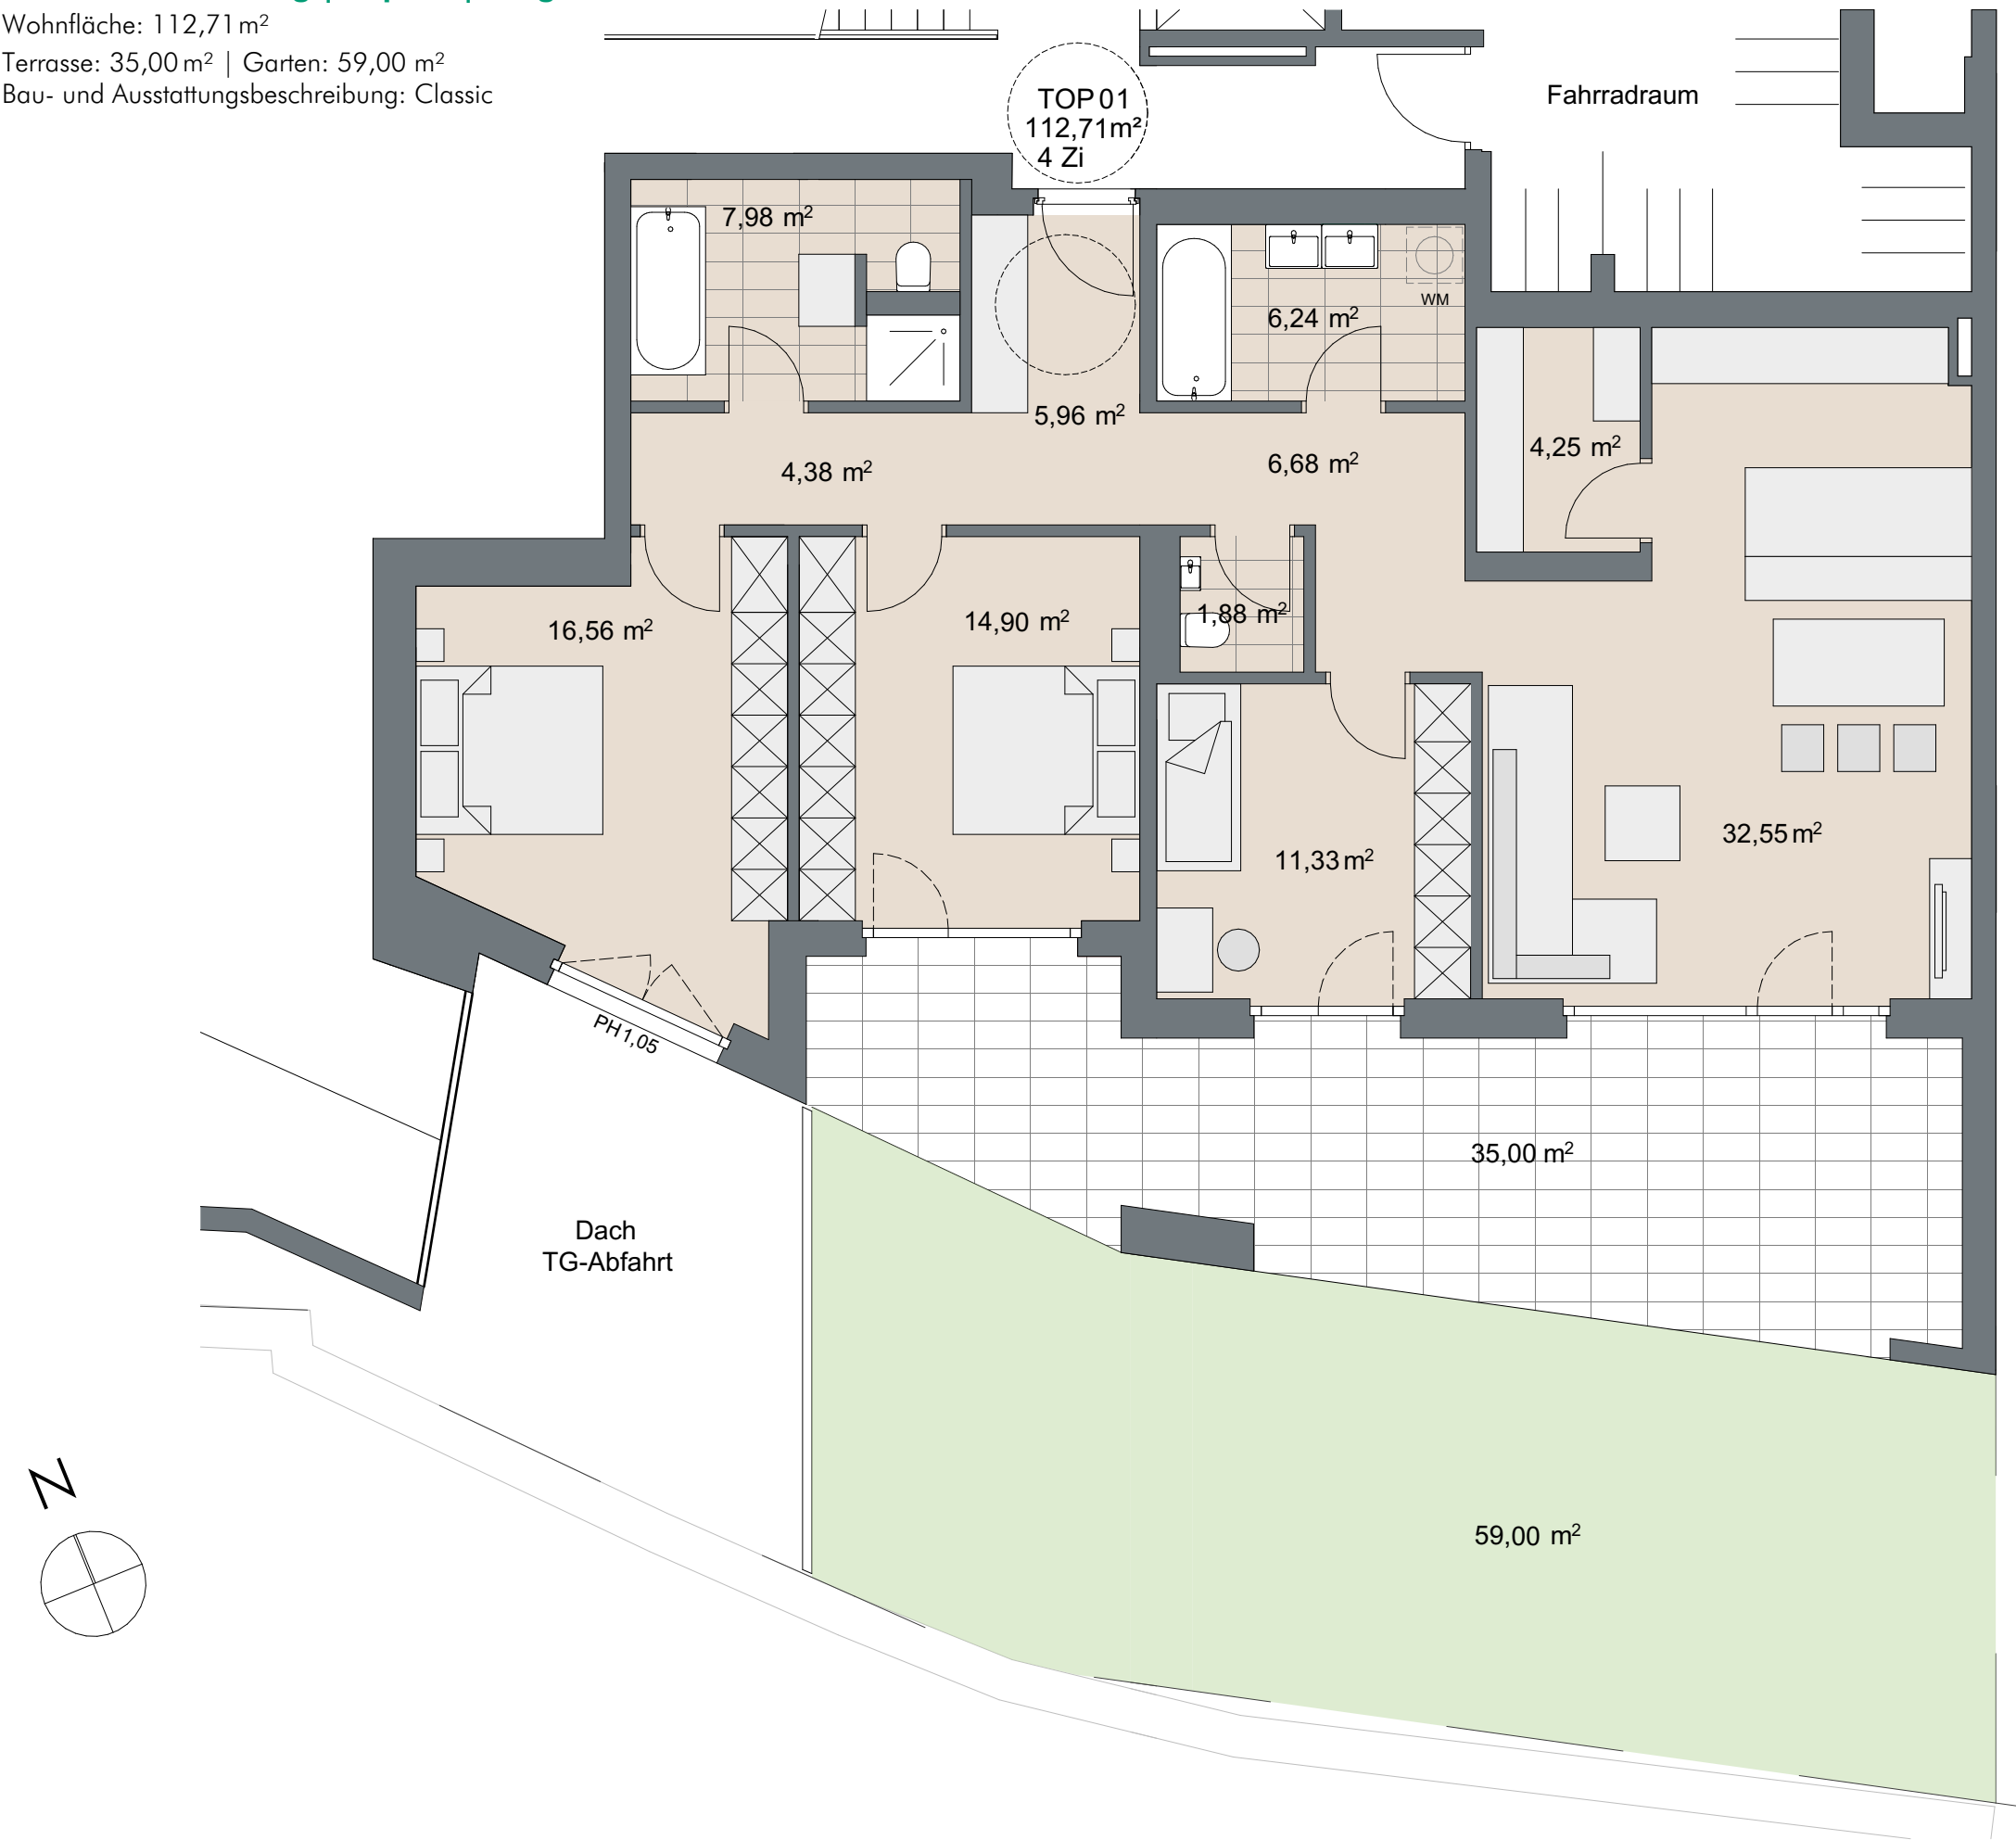 Wohnfläche: 112,71 m²
Terrasse: 35,00 m² | Garten: 59,00 m²
Bau- und Ausstattungsbeschreibung: Classic
TOP 01
112,71m²
4 Zi
Fahrradraum
7,98 m²
6,24 m²
WM
5,96 m²
4,38 m²
6,68 m²
4,25 m²
16,56 m²
14,90 m²
1,88 m²
11,33 m²
32,55 m²
PH 1,05
35,00 m²
Dach
TG-Abfahrt
59,00 m²
N